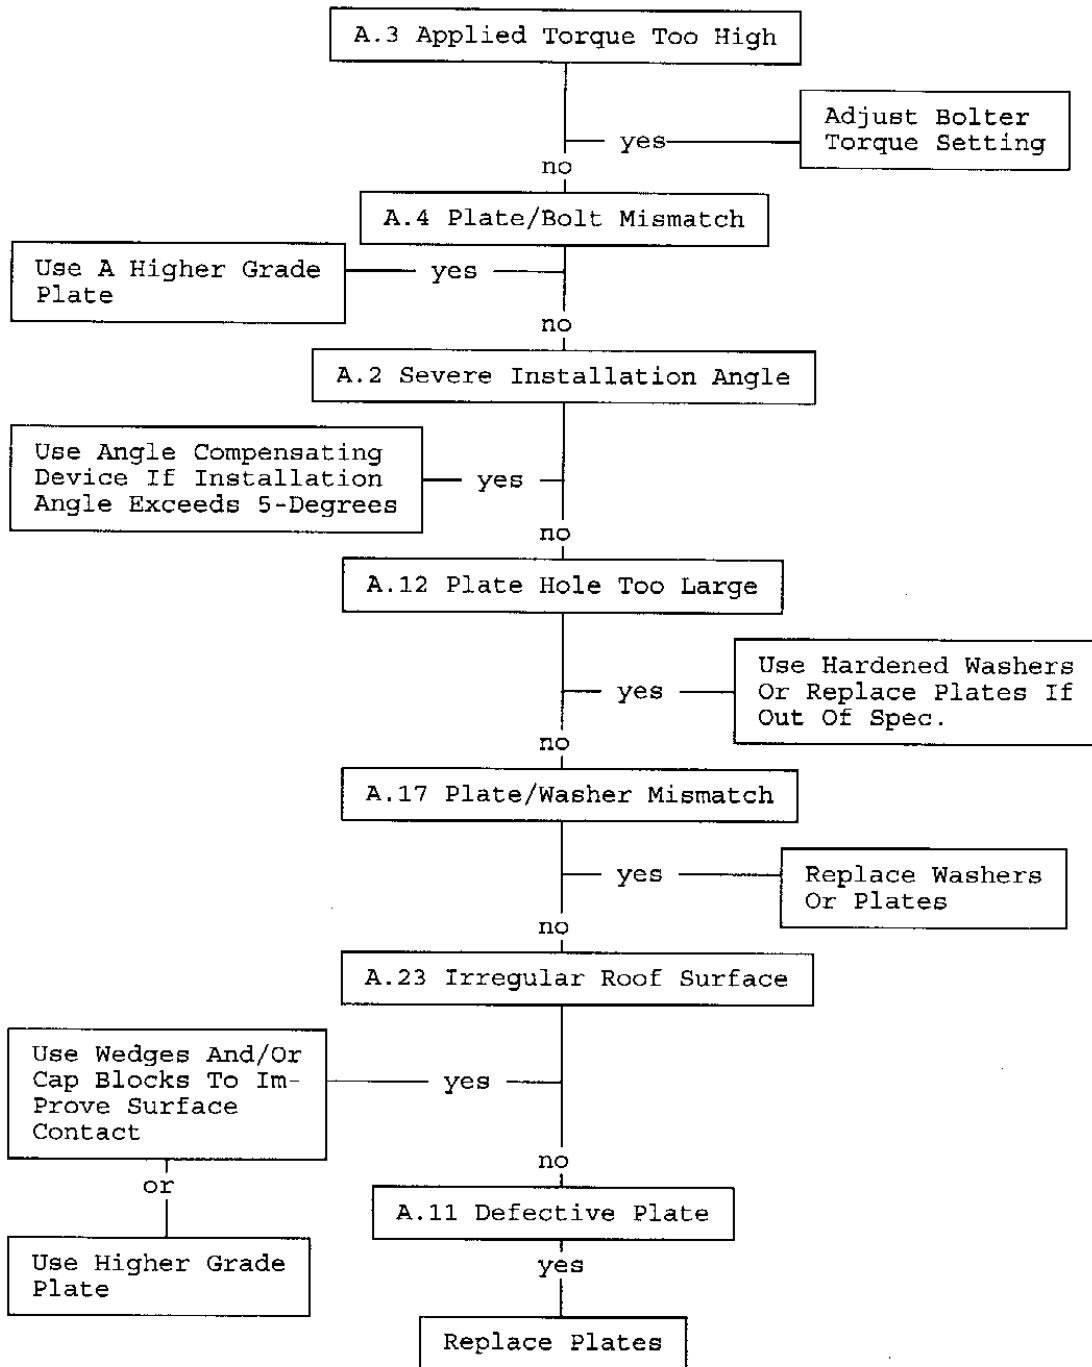 A.3 Applied Torque Too High
Adjust Bolter
Torque Setting
yes
no
A.4 Plate/Bolt Mismatch
Use A Higher Grade
Plate
yes
no
A.2 Severe Installation Angle
Use Angle Compensating
Device If Installation
Angle Exceeds 5-Degrees
yes
no
A.12 Plate Hole Too Large
Use Hardened Washers
Or Replace Plates If
Out Of Spec.
yes
no
A.17 Plate/Washer Mismatch
yes
Replace Washers
Or Plates
no
A.23 Irregular Roof Surface
Use Wedges And/Or
Cap Blocks To Im-
Prove Surface
Contact
yes
no
or
A.11 Defective Plate
Use Higher Grade
Plate
yes
Replace Plates